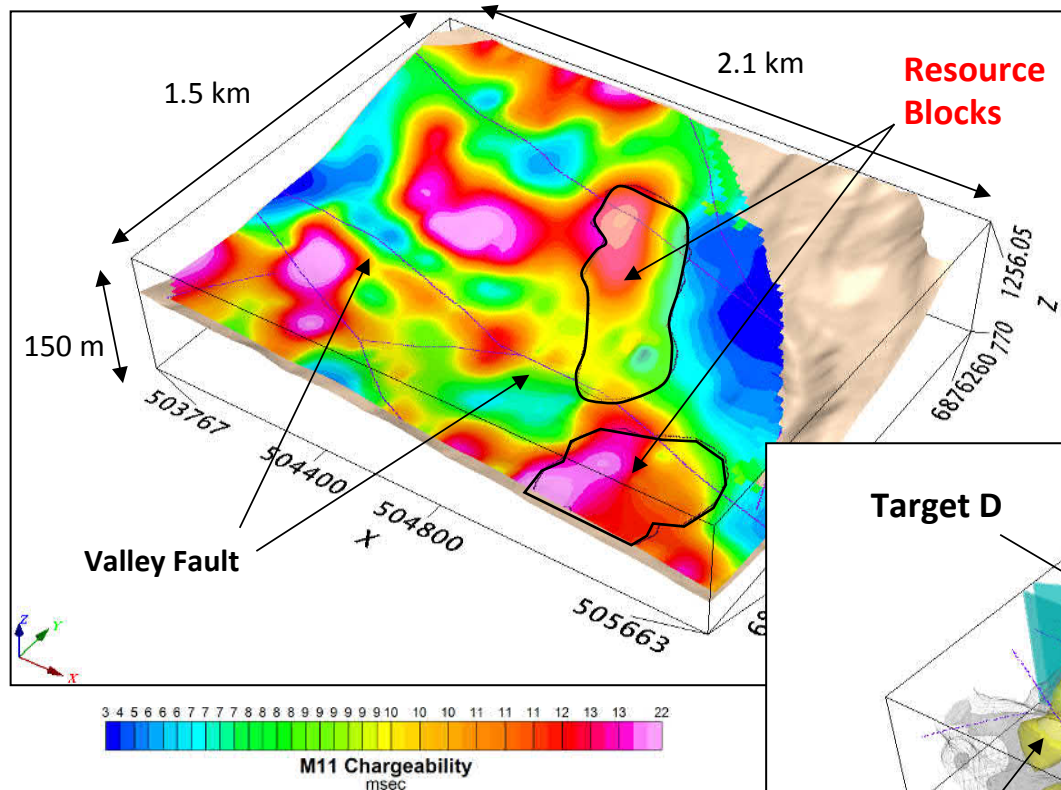 1.5 km
2.1 km
Resource
Blocks
1256.05
Z
770
6876260
150 m
503767
504400
504800
X
505663
Valley Fault
Target D
Z
Y
X
3 4 5 6 6 6 7 7 7 8 8 8 9 9 9 9 10 10 10 11 11 11 12 12 13 13 22
M11 Chargeability
msec